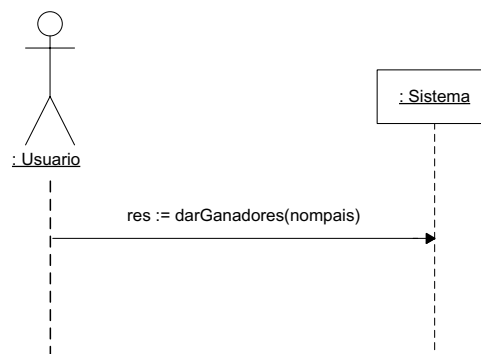 : Sistema
: Usuario
res := darGanadores(nompais)